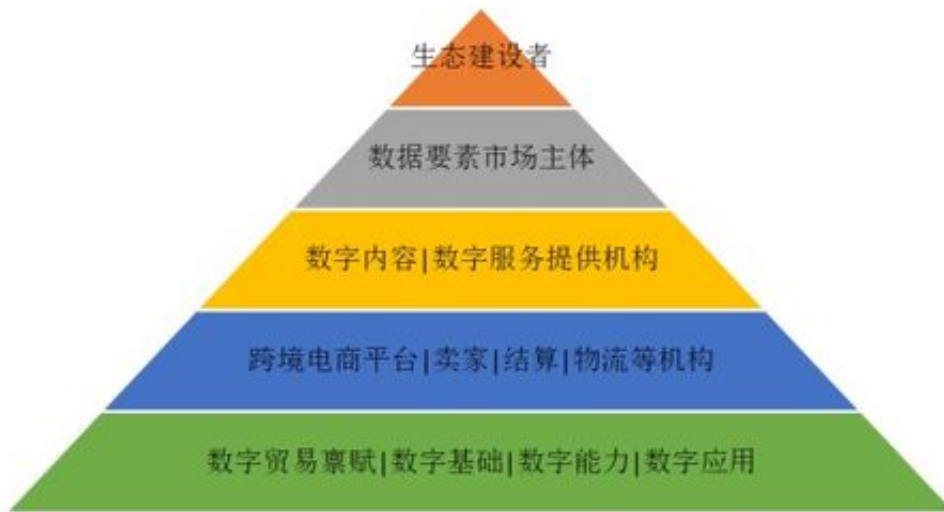 生态建设者
数据要素市场主体
数字内容|数字服务提供机构
跨境电商平台|卖家|结算|物流等机构
数字贸易禀赋|数字基础|数字能力|数字应用